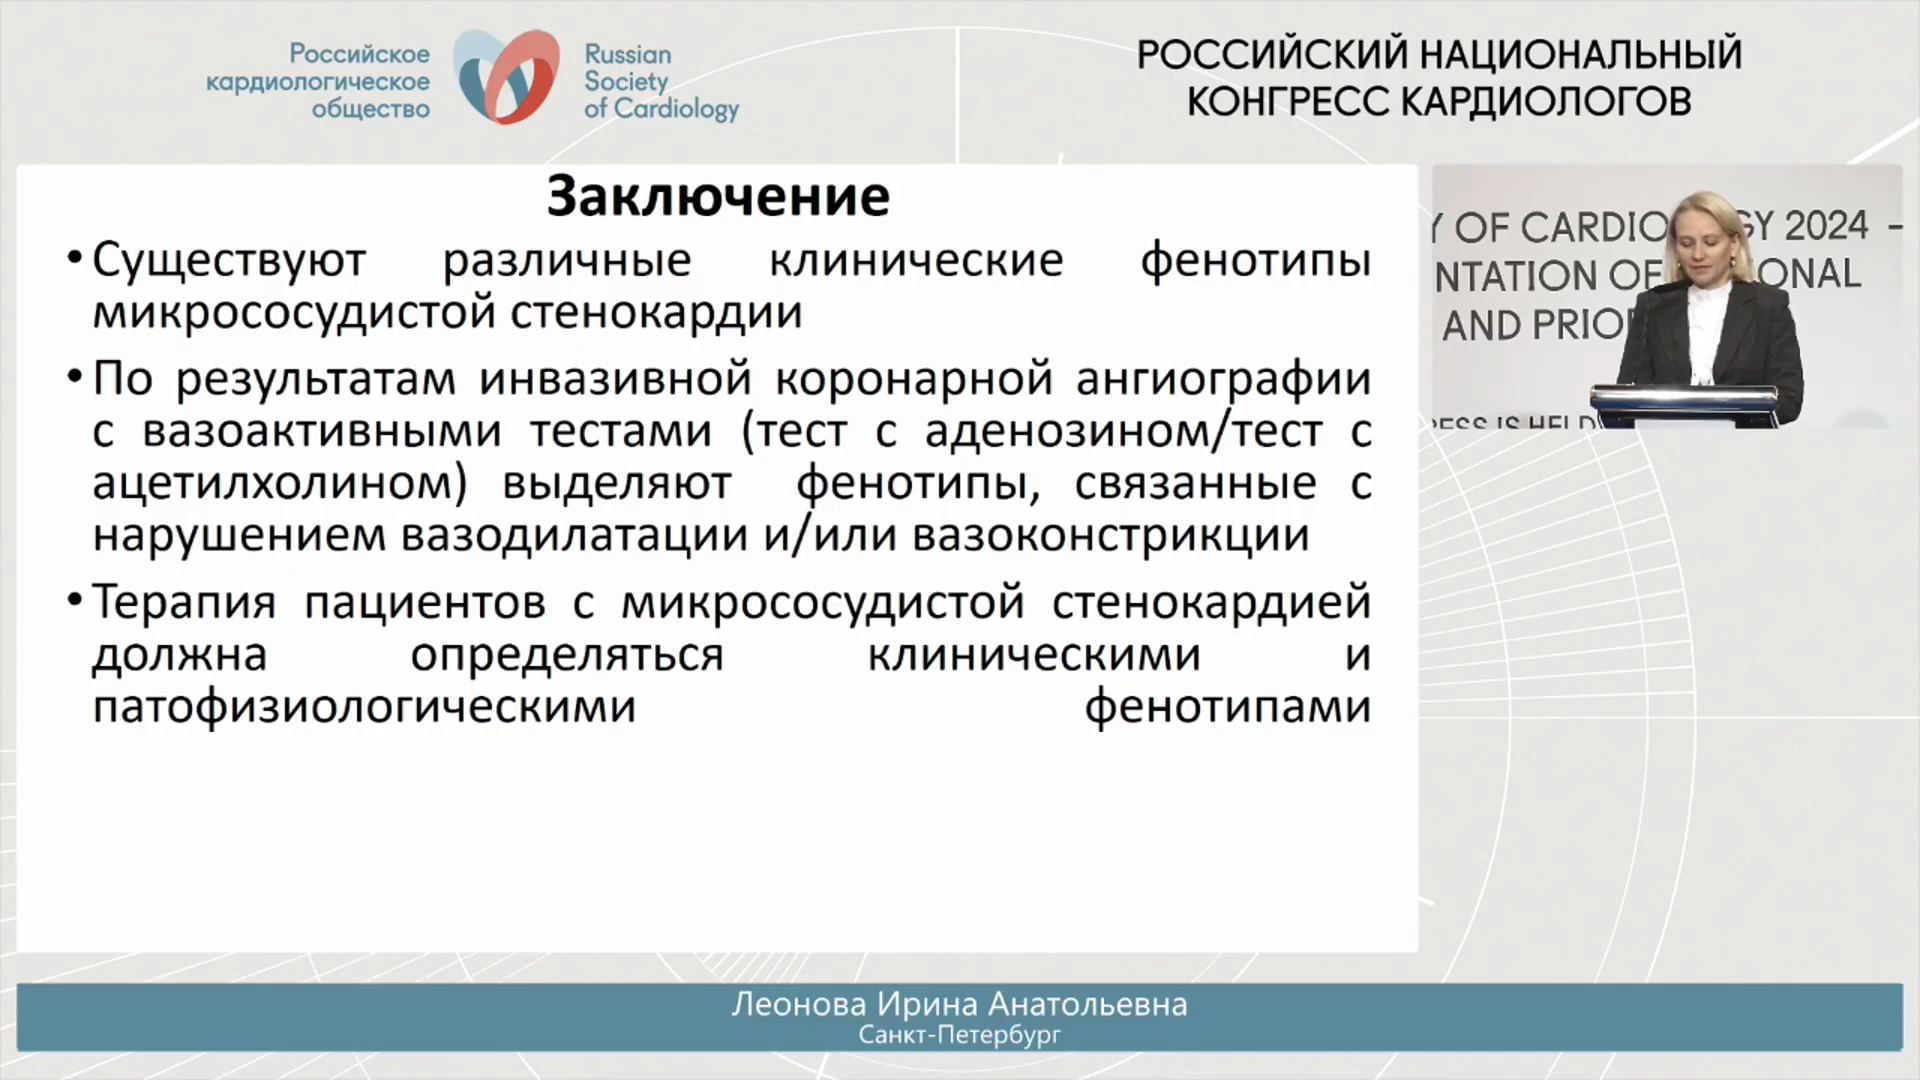 Российское
кардиологическое
общество
Russian
Society
of Cardiology
РОССИЙСКИЙ НАЦИОНАЛЬНЫЙ
КОНГРЕСС КАРДИОЛОГОВ
Заключение
• Существуют различные клинические фенотипы
микрососудистой стенокардии
• По результатам инвазивной коронарной ангиографии
с вазоактивными тестами (тест с аденозином/тест с
ацетилхолином) выделяют фенотипы, связанные с
нарушением вазодилатации и/или вазоконстрикции
• Терапия пациентов с микрососудистой стенокардией
должна определяться клиническими и
патофизиологическими фенотипами
Y OF CARDIO GY 2024 –
NTATION OF ONAL
AND PRIO
RESS IS HELD
Леонова Ирина Анатольевна
Санкт-Петербург